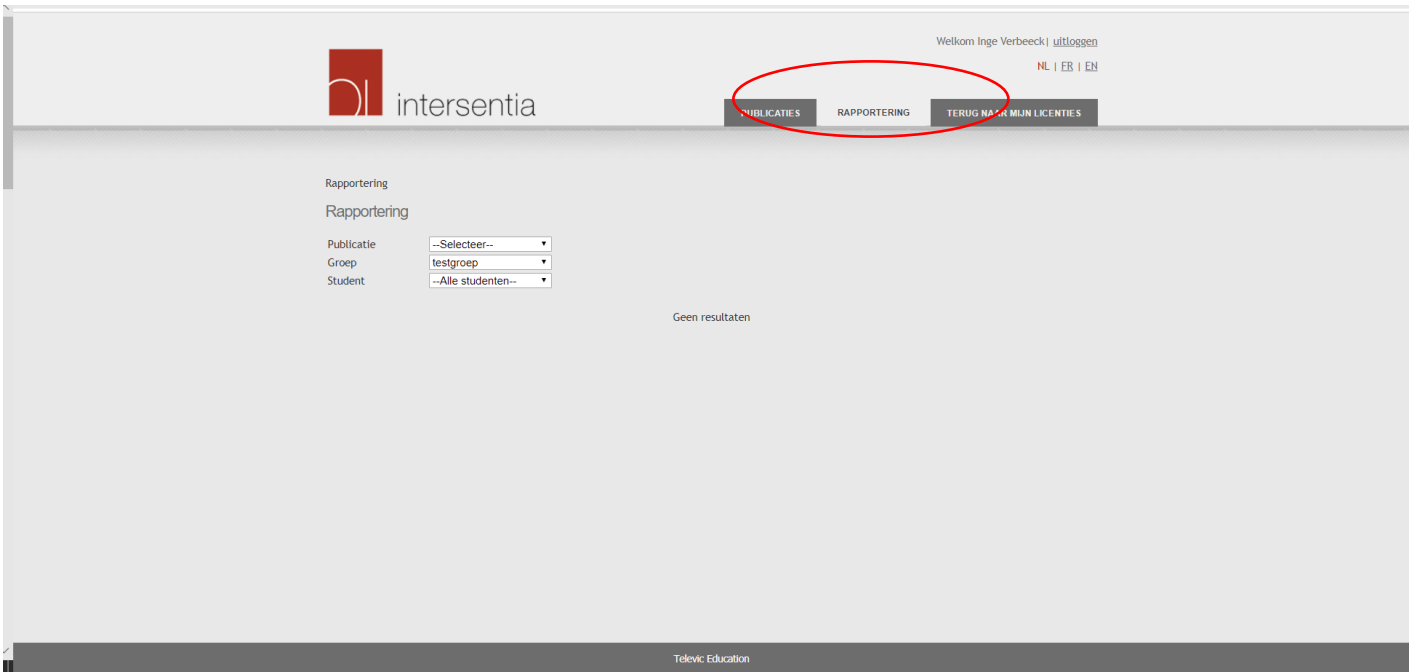 Welkom Inge Verbeeck| uitloggen
NL | FR | EN
intersentia
PUBLICATIES RAPPORTERING TERUG NAAR MIJN LICENTIES
Rapportering
Rapportering
Publicatie --Selecteer--
Groep testgroep
Student --Alle studenten--
Geen resultaten
Televic Education